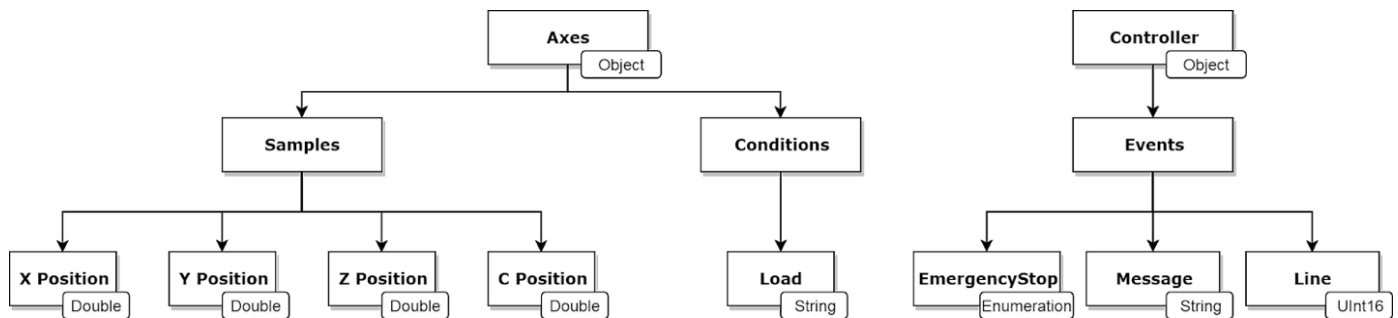 Axes
Object
Controller
Object
Samples
Conditions
Events
X Position
Double
Y Position
Double
Z Position
Double
C Position
Double
Load
String
EmergencyStop
Enumeration
Message
String
Line
UInt16